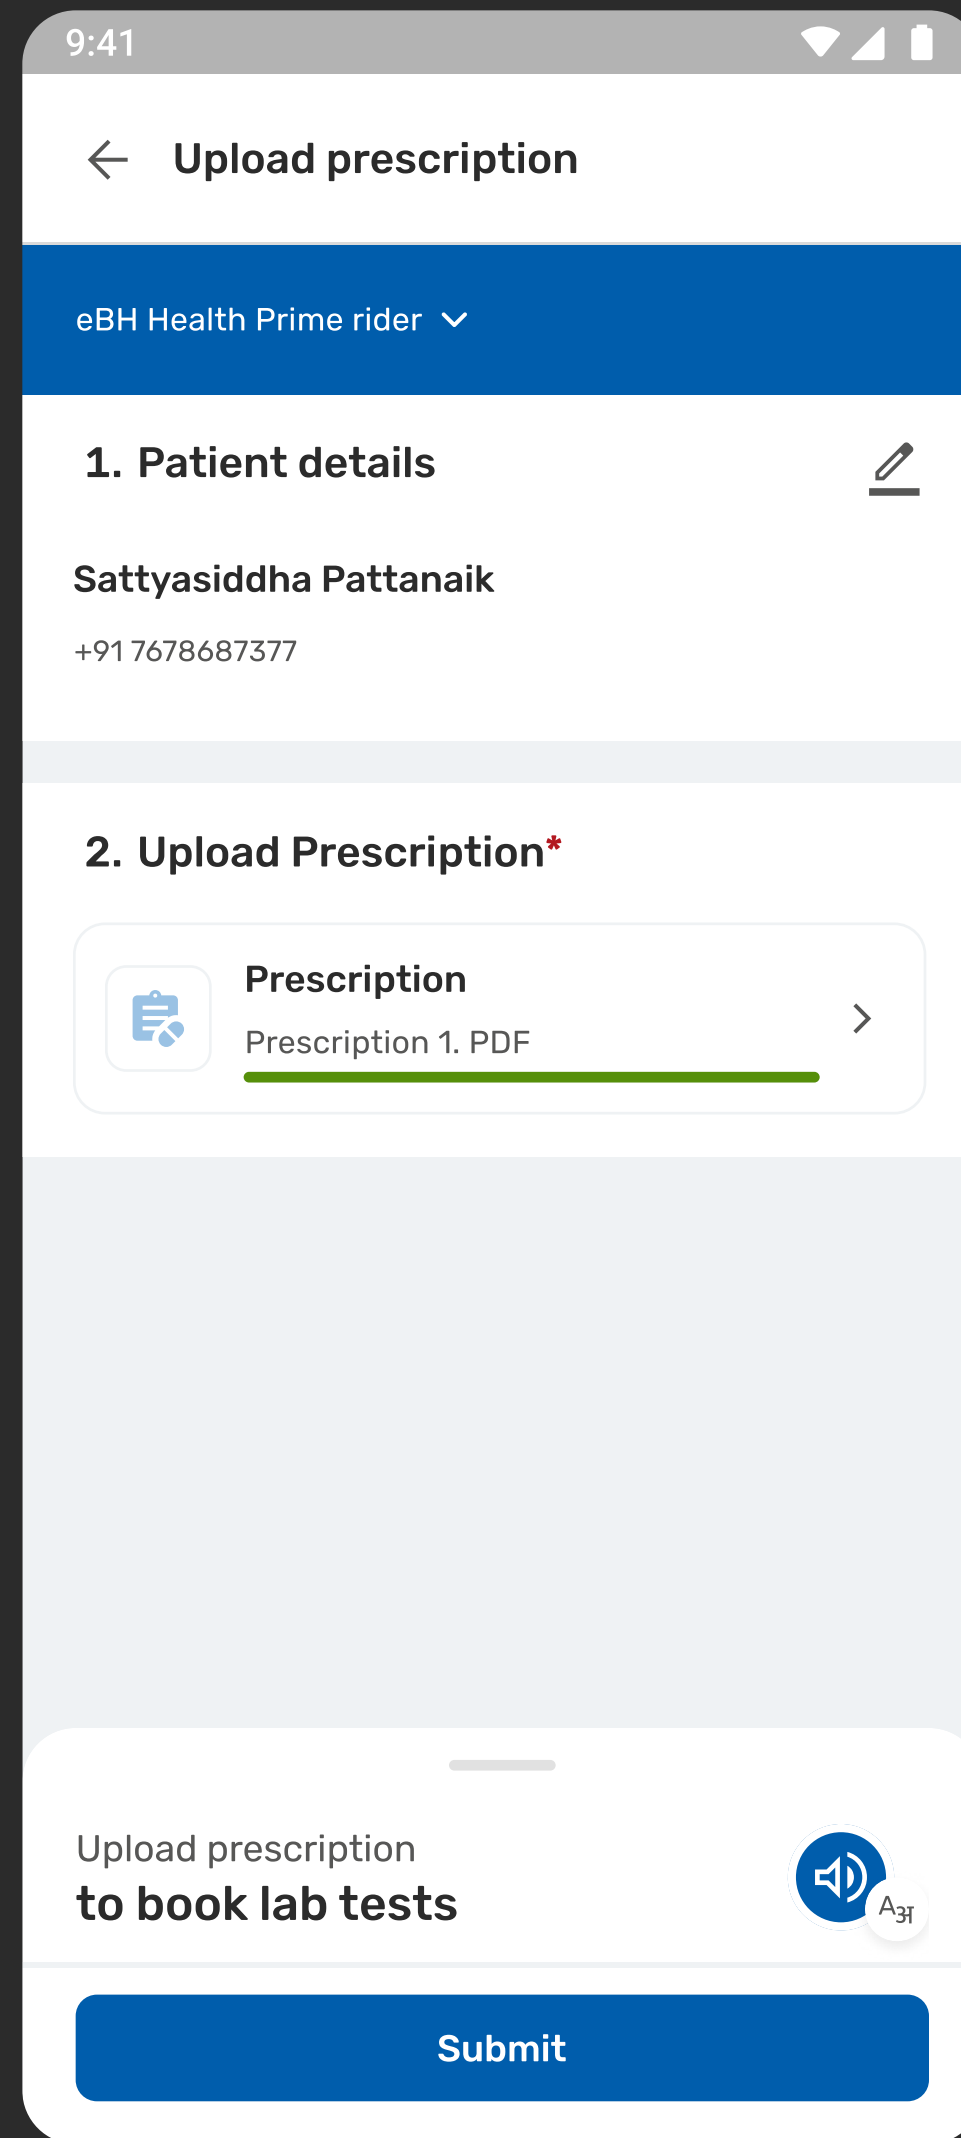 9:41
Upload prescription
eBH Health Prime rider
1. Patient details
Sattyasiddha Pattanaik
+91 7678687377
2. Upload Prescription*
Prescription
Prescription 1. PDF
Upload prescription
to book lab tests
Aअ
Submit